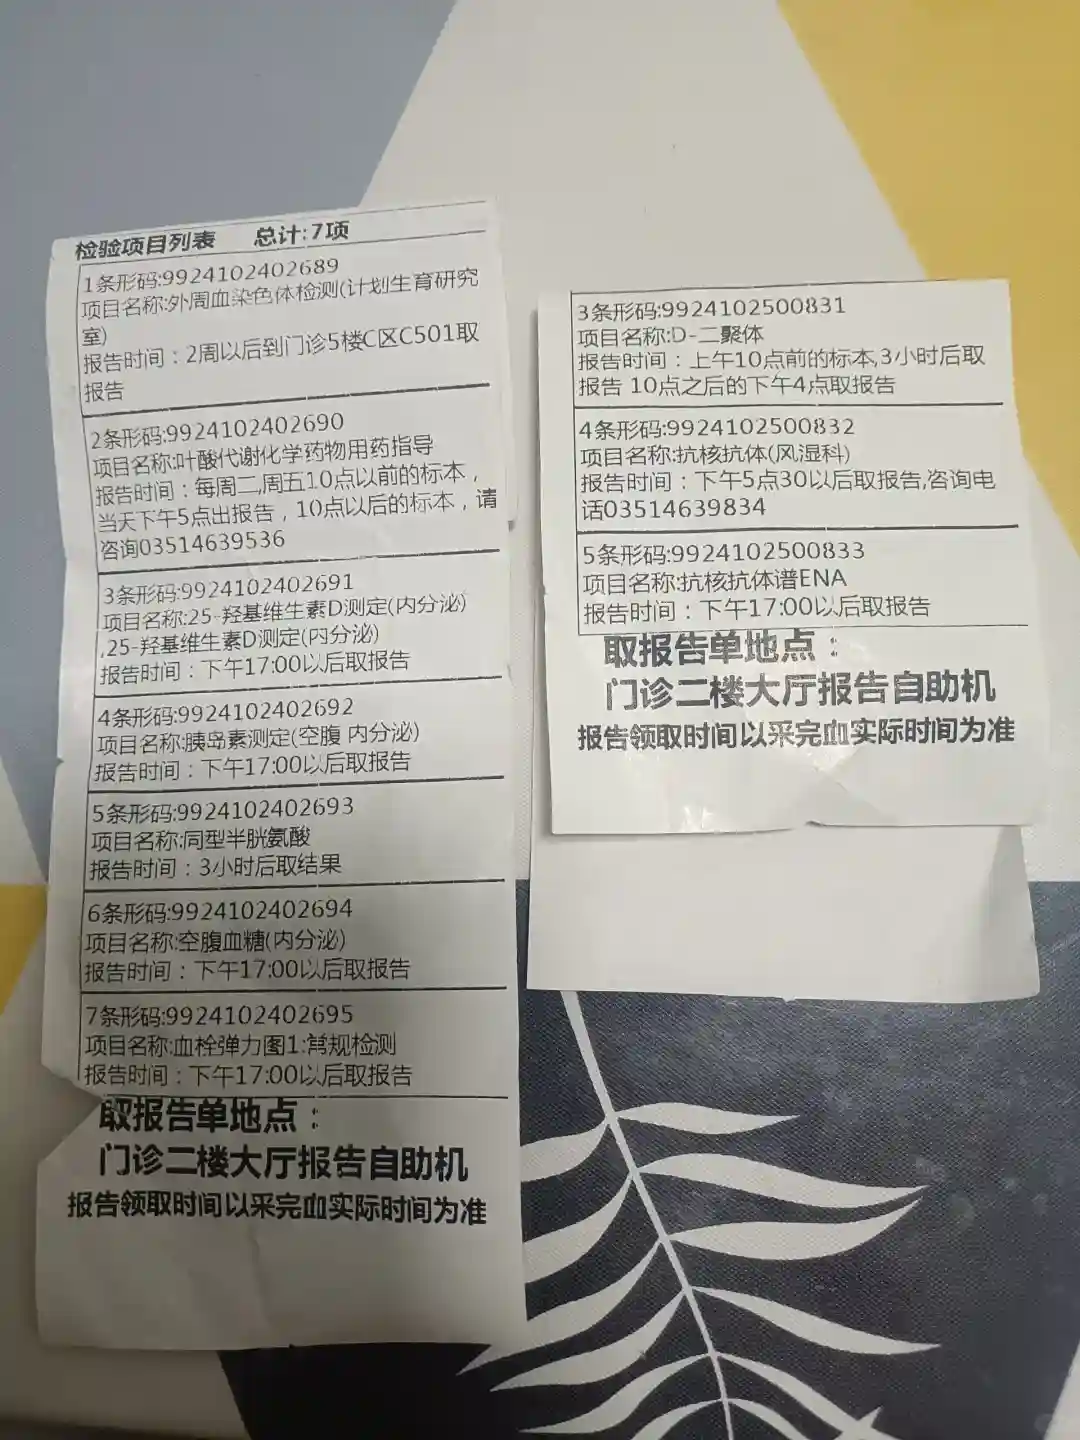 检验项目列表 总计:7项
1条形码:9924102402689
项目名称:外周血染色体检测(计划生育研究
室)
报告时间：2周以后到门诊5楼C区C501取
报告
2条形码:9924102402690
项目名称:叶酸代谢化学药物用药指导
报告时间：每周二,周五10点以前的标本，
当天下午5点出报告，10点以后的标本，请
咨询03514639536
3条形码:9924102402691
项目名称:25-羟基维生素D测定(内分泌)
,25-羟基维生素D测定(内分泌)
报告时间：下午17:00以后取报告
4条形码:9924102402692
项目名称:胰岛素测定(空腹 内分泌)
报告时间：下午17:00以后取报告
5条形码:9924102402693
项目名称:同型半胱氨酸
报告时间：3小时后取结果
6条形码:9924102402694
项目名称:空腹血糖(内分泌)
报告时间：下午17:00以后取报告
7条形码:9924102402695
项目名称:血栓弹力图1:常规检测
报告时间：下午17:00以后取报告
取报告单地点：
门诊二楼大厅报告自助机
报告领取时间以采完血实际时间为准
3条形码:9924102500831
项目名称:D-二聚体
报告时间：上午10点前的标本,3小时后取
报告 10点之后的下午4点取报告
4条形码:9924102500832
项目名称:抗核抗体(风湿科)
报告时间：下午5点30以后取报告,咨询电
话03514639834
5条形码:9924102500833
项目名称:抗核抗体谱ENA
报告时间：下午17:00以后取报告
取报告单地点：
门诊二楼大厅报告自助机
报告领取时间以采完血实际时间为准